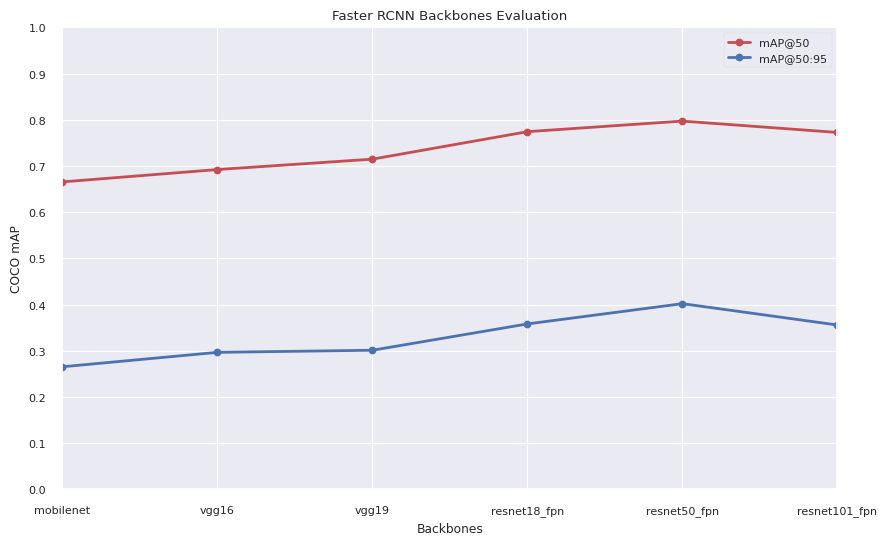 Faster RCNN Backbones Evaluation
1.0
0.9
0.8
0.7
0.6
0.5
0.4
0.3
0.2
0.1
0.0
COCO mAP
mAP@50
mAP@50:95
mobilenet vgg16 vgg19 resnet18_fpn resnet50_fpn resnet101_fpn
Backbones